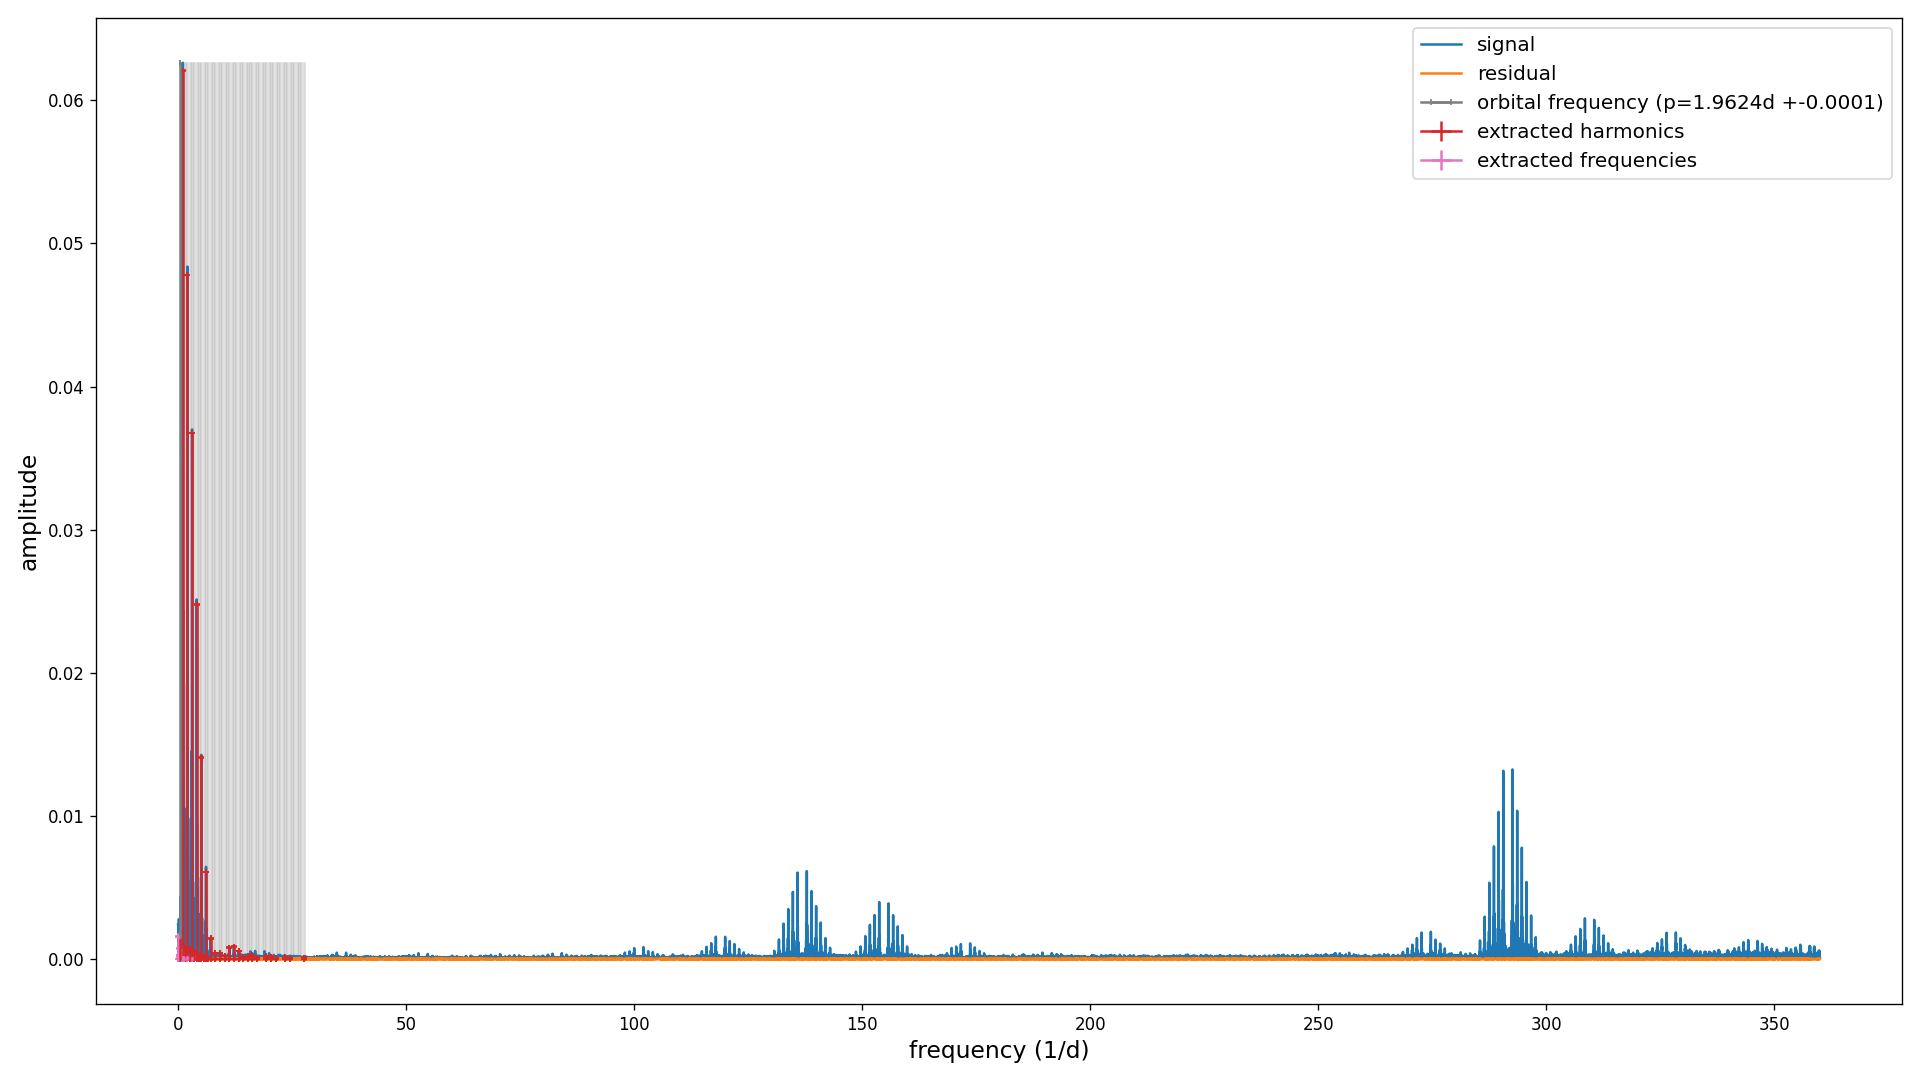 signal
residual
orbital frequency (p=1.9624d +-0.0001)
extracted harmonics
extracted frequencies
0.06
0.05
0.04
0.03
0.02
0.01
0.00
amplitude
0 50 100 150 200 250 300 350
frequency (1/d)